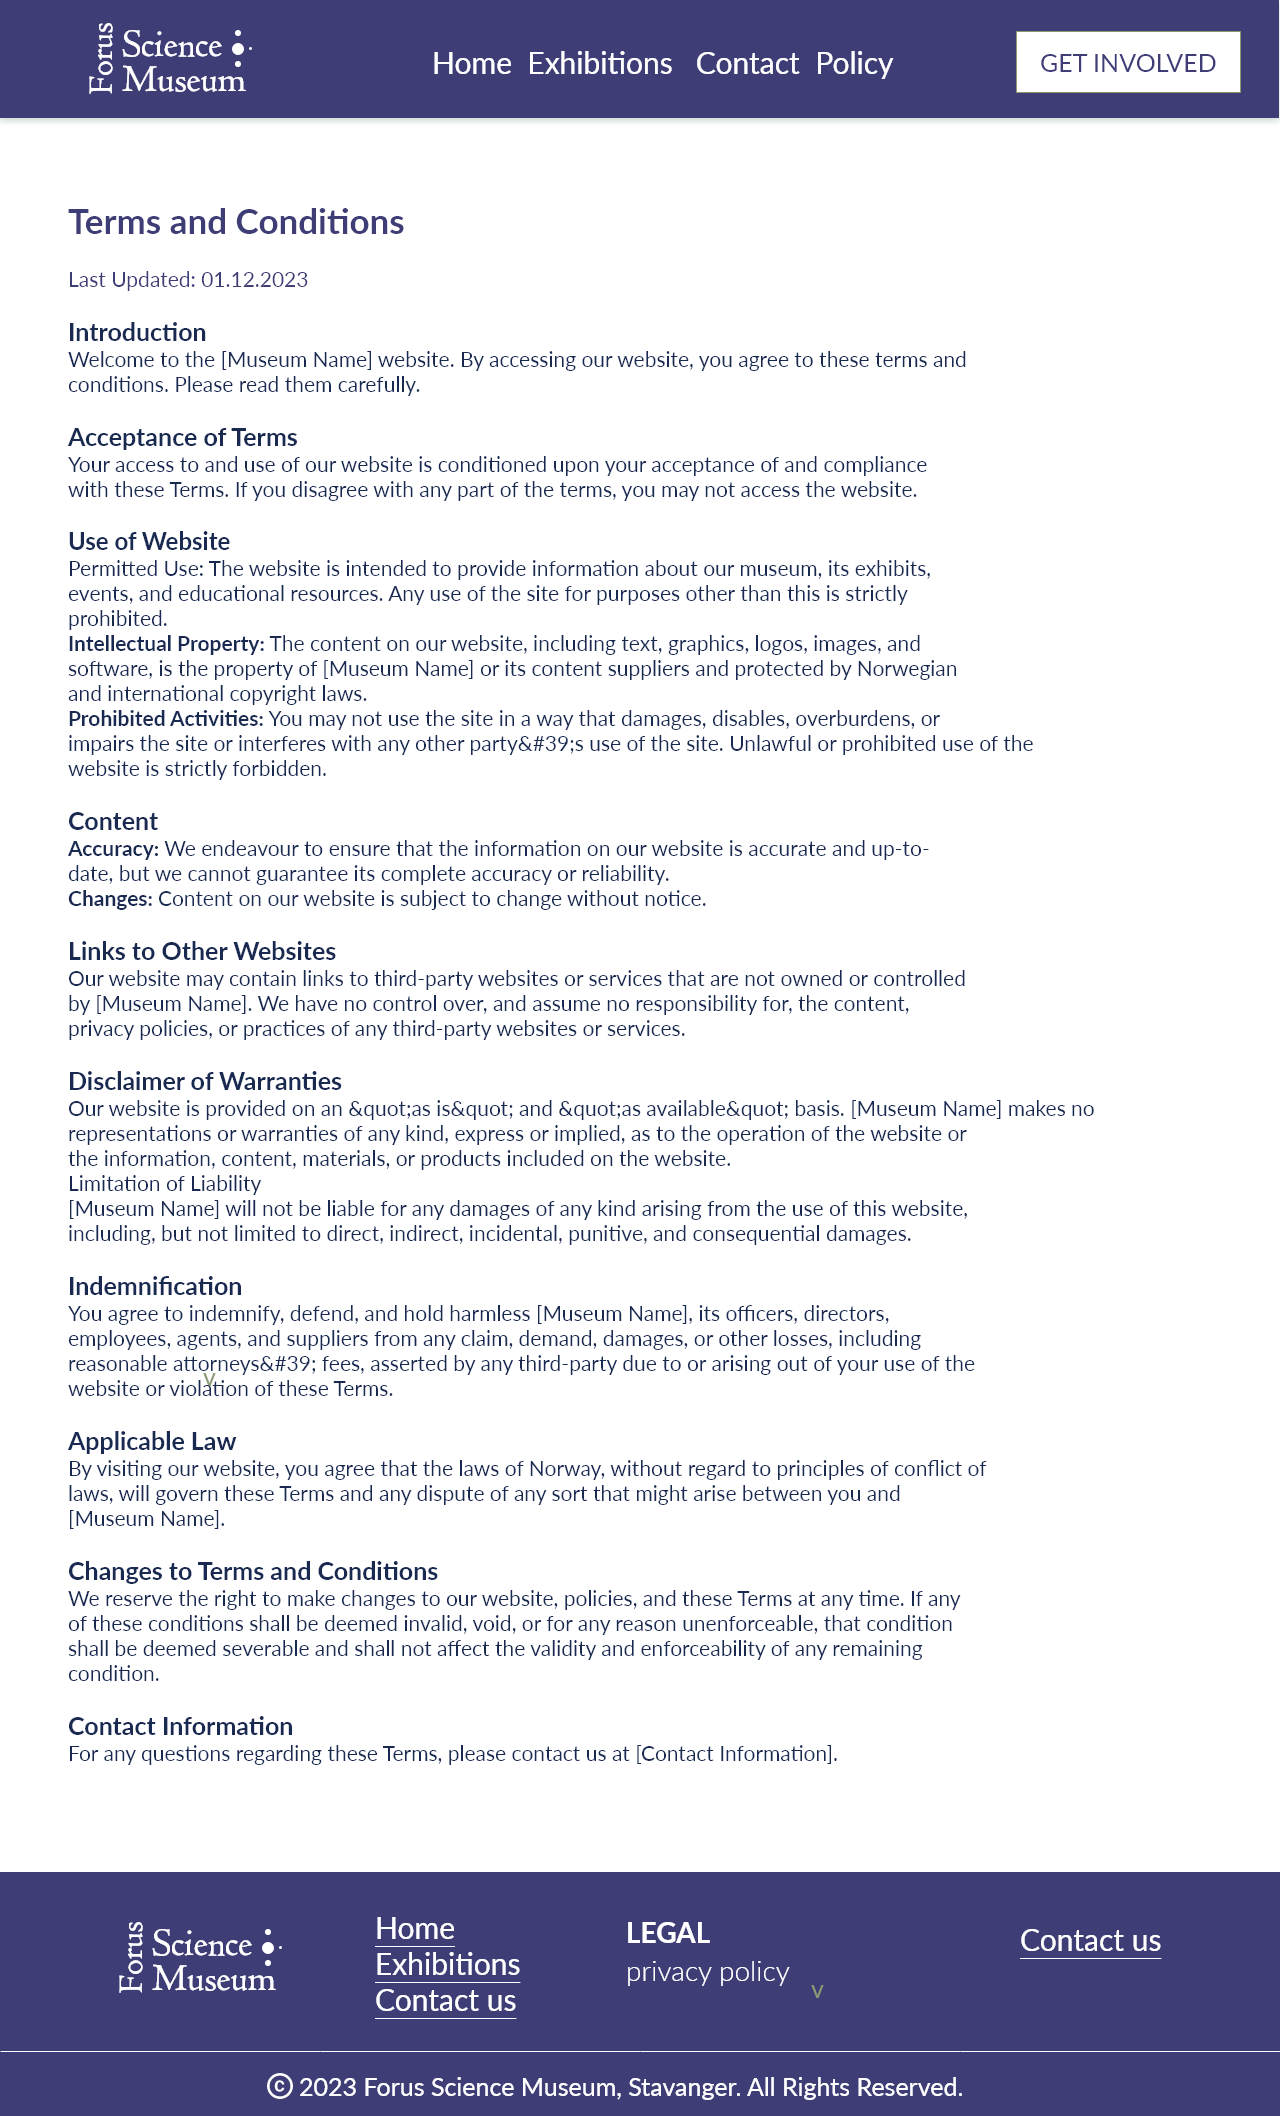 Forus Science Museum
Home Exhibitions Contact Policy
GET INVOLVED
Terms and Conditions
Last Updated: 01.12.2023
Introduction
Welcome to the [Museum Name] website. By accessing our website, you agree to these terms and
conditions. Please read them carefully.
Acceptance of Terms
Your access to and use of our website is conditioned upon your acceptance of and compliance
with these Terms. If you disagree with any part of the terms, you may not access the website.
Use of Website
Permitted Use: The website is intended to provide information about our museum, its exhibits,
events, and educational resources. Any use of the site for purposes other than this is strictly
prohibited.
Intellectual Property: The content on our website, including text, graphics, logos, images, and
software, is the property of [Museum Name] or its content suppliers and protected by Norwegian
and international copyright laws.
Prohibited Activities: You may not use the site in a way that damages, disables, overburdens, or
impairs the site or interferes with any other party&#39;s use of the site. Unlawful or prohibited use of the
website is strictly forbidden.
Content
Accuracy: We endeavour to ensure that the information on our website is accurate and up-to-
date, but we cannot guarantee its complete accuracy or reliability.
Changes: Content on our website is subject to change without notice.
Links to Other Websites
Our website may contain links to third-party websites or services that are not owned or controlled
by [Museum Name]. We have no control over, and assume no responsibility for, the content,
privacy policies, or practices of any third-party websites or services.
Disclaimer of Warranties
Our website is provided on an &quot;as is&quot; and &quot;as available&quot; basis. [Museum Name] makes no
representations or warranties of any kind, express or implied, as to the operation of the website or
the information, content, materials, or products included on the website.
Limitation of Liability
[Museum Name] will not be liable for any damages of any kind arising from the use of this website,
including, but not limited to direct, indirect, incidental, punitive, and consequential damages.
Indemnification
You agree to indemnify, defend, and hold harmless [Museum Name], its officers, directors,
employees, agents, and suppliers from any claim, demand, damages, or other losses, including
reasonable attorneys&#39; fees, asserted by any third-party due to or arising out of your use of the
V
website or violation of these Terms.
Applicable Law
By visiting our website, you agree that the laws of Norway, without regard to principles of conflict of
laws, will govern these Terms and any dispute of any sort that might arise between you and
[Museum Name].
Changes to Terms and Conditions
We reserve the right to make changes to our website, policies, and these Terms at any time. If any
of these conditions shall be deemed invalid, void, or for any reason unenforceable, that condition
shall be deemed severable and shall not affect the validity and enforceability of any remaining
condition.
Contact Information
For any questions regarding these Terms, please contact us at [Contact Information].
Forus Science Museum
Home
Exhibitions
Contact us
LEGAL
privacy policy
V
Contact us
© 2023 Forus Science Museum, Stavanger. All Rights Reserved.